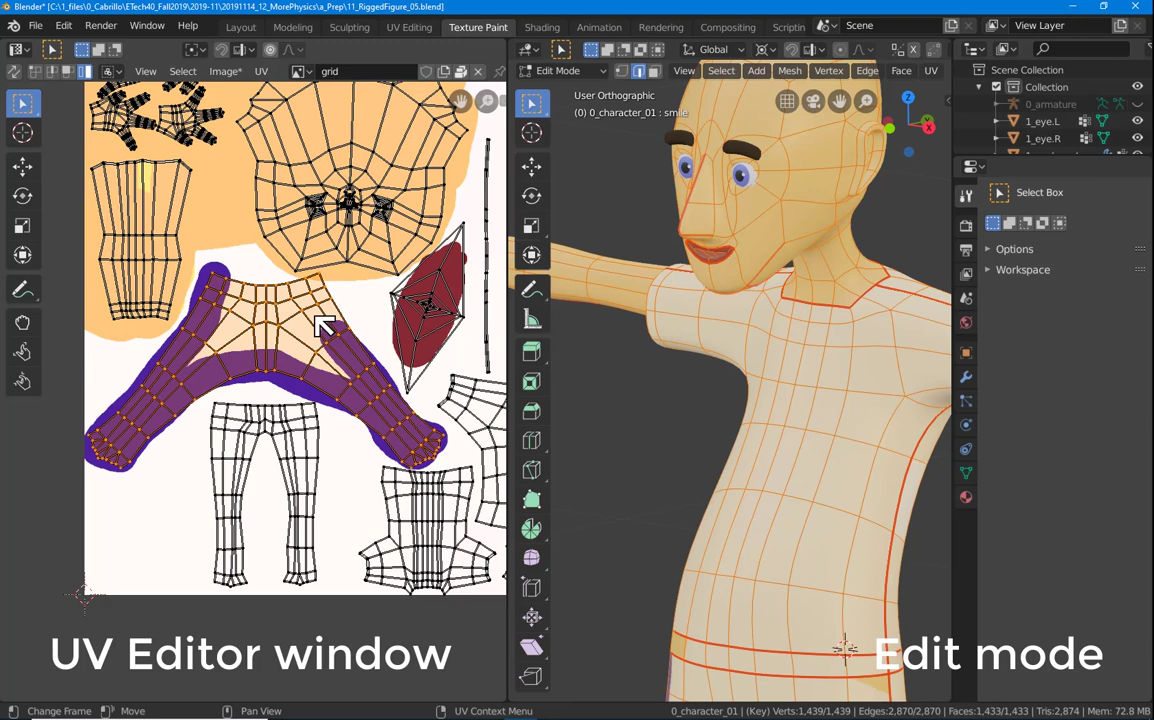 Blender* [C:\1_files\0_Cabrillo\ETech40_Fall2019\2019-11\20191114_12_MorePhysics\a_Prep\11_RiggedFigure_05.blend]
File Edit Render Window Help Layout Modeling Sculpting UV Editing Texture Paint Shading Animation Rendering Compositing Scriptin Scene View Layer
Global
View Select Image* UV grid Edit Mode View Select Add Mesh Vertex Edge Face UV
Scene Collection
Collection
0_armature
1_eye.L
1_eye.R
User Orthographic
(0) 0_character_01 : smile
Z
Y
X
Select Box
Options
Workspace
UV Editor window
Edit mode
Change Frame Move Pan View UV Context Menu 0_character_01 | (Key) Verts:1,439/1,439 | Edges:2,870/2,870 | Faces:1,433/1,433 | Tris:2,874 | Mem: 72.8 MB